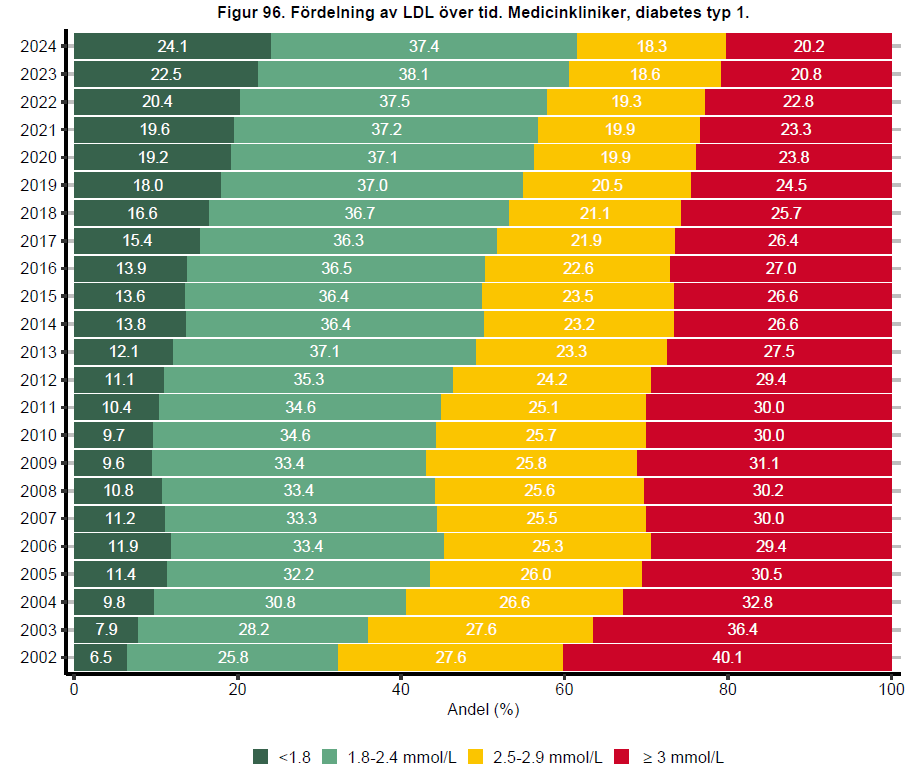 Figur 96. Fördelning av LDL över tid. Medicinkliniker, diabetes typ 1.
2024 24.1 37.4 18.3 20.2
2023 22.5 38.1 18.6 20.8
2022 20.4 37.5 19.3 22.8
2021 19.6 37.2 19.9 23.3
2020 19.2 37.1 19.9 23.8
2019 18.0 37.0 20.5 24.5
2018 16.6 36.7 21.1 25.7
2017 15.4 36.3 21.9 26.4
2016 13.9 36.5 22.6 27.0
2015 13.6 36.4 23.5 26.6
2014 13.8 36.4 23.2 26.6
2013 12.1 37.1 23.3 27.5
2012 11.1 35.3 24.2 29.4
2011 10.4 34.6 25.1 30.0
2010 9.7 34.6 25.7 30.0
2009 9.6 33.4 25.8 31.1
2008 10.8 33.4 25.6 30.2
2007 11.2 33.3 25.5 30.0
2006 11.9 33.4 25.3 29.4
2005 11.4 32.2 26.0 30.5
2004 9.8 30.8 26.6 32.8
2003 7.9 28.2 27.6 36.4
2002 6.5 25.8 27.6 40.1
0 20 40 60 80 100
Andel (%)
<1.8 1.8-2.4 mmol/L 2.5-2.9 mmol/L ≥ 3 mmol/L